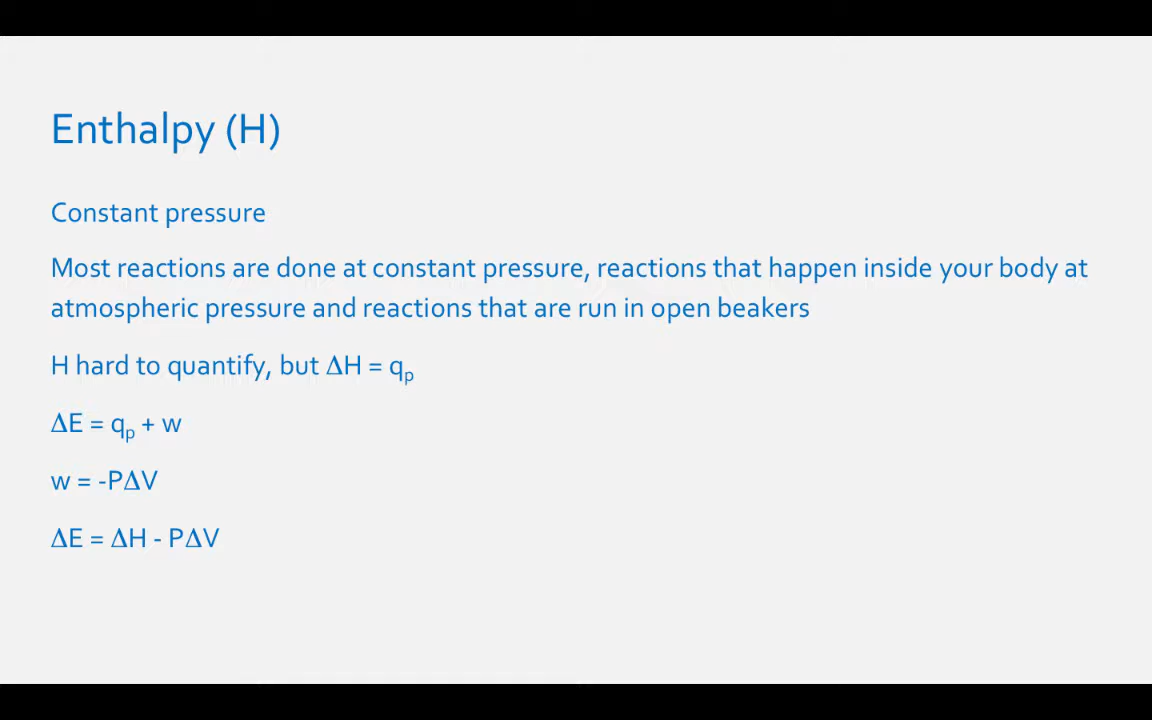 Enthalpy (H)
Constant pressure
Most reactions are done at constant pressure, reactions that happen inside your body at
atmospheric pressure and reactions that are run in open beakers
H hard to quantify, but ΔH = qₚ
ΔE = qₚ + w
w = -PΔV
ΔE = ΔH - PΔV